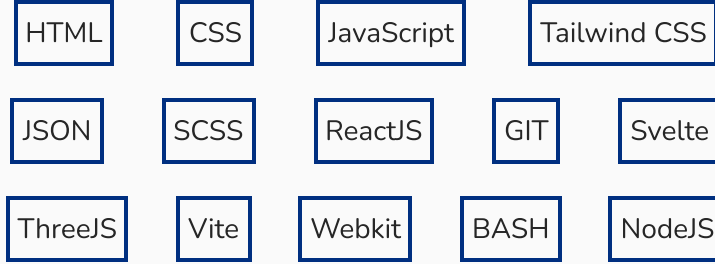 HTML CSS JavaScript Tailwind CSS
JSON SCSS ReactJS GIT Svelte
ThreeJS Vite Webkit BASH NodeJS